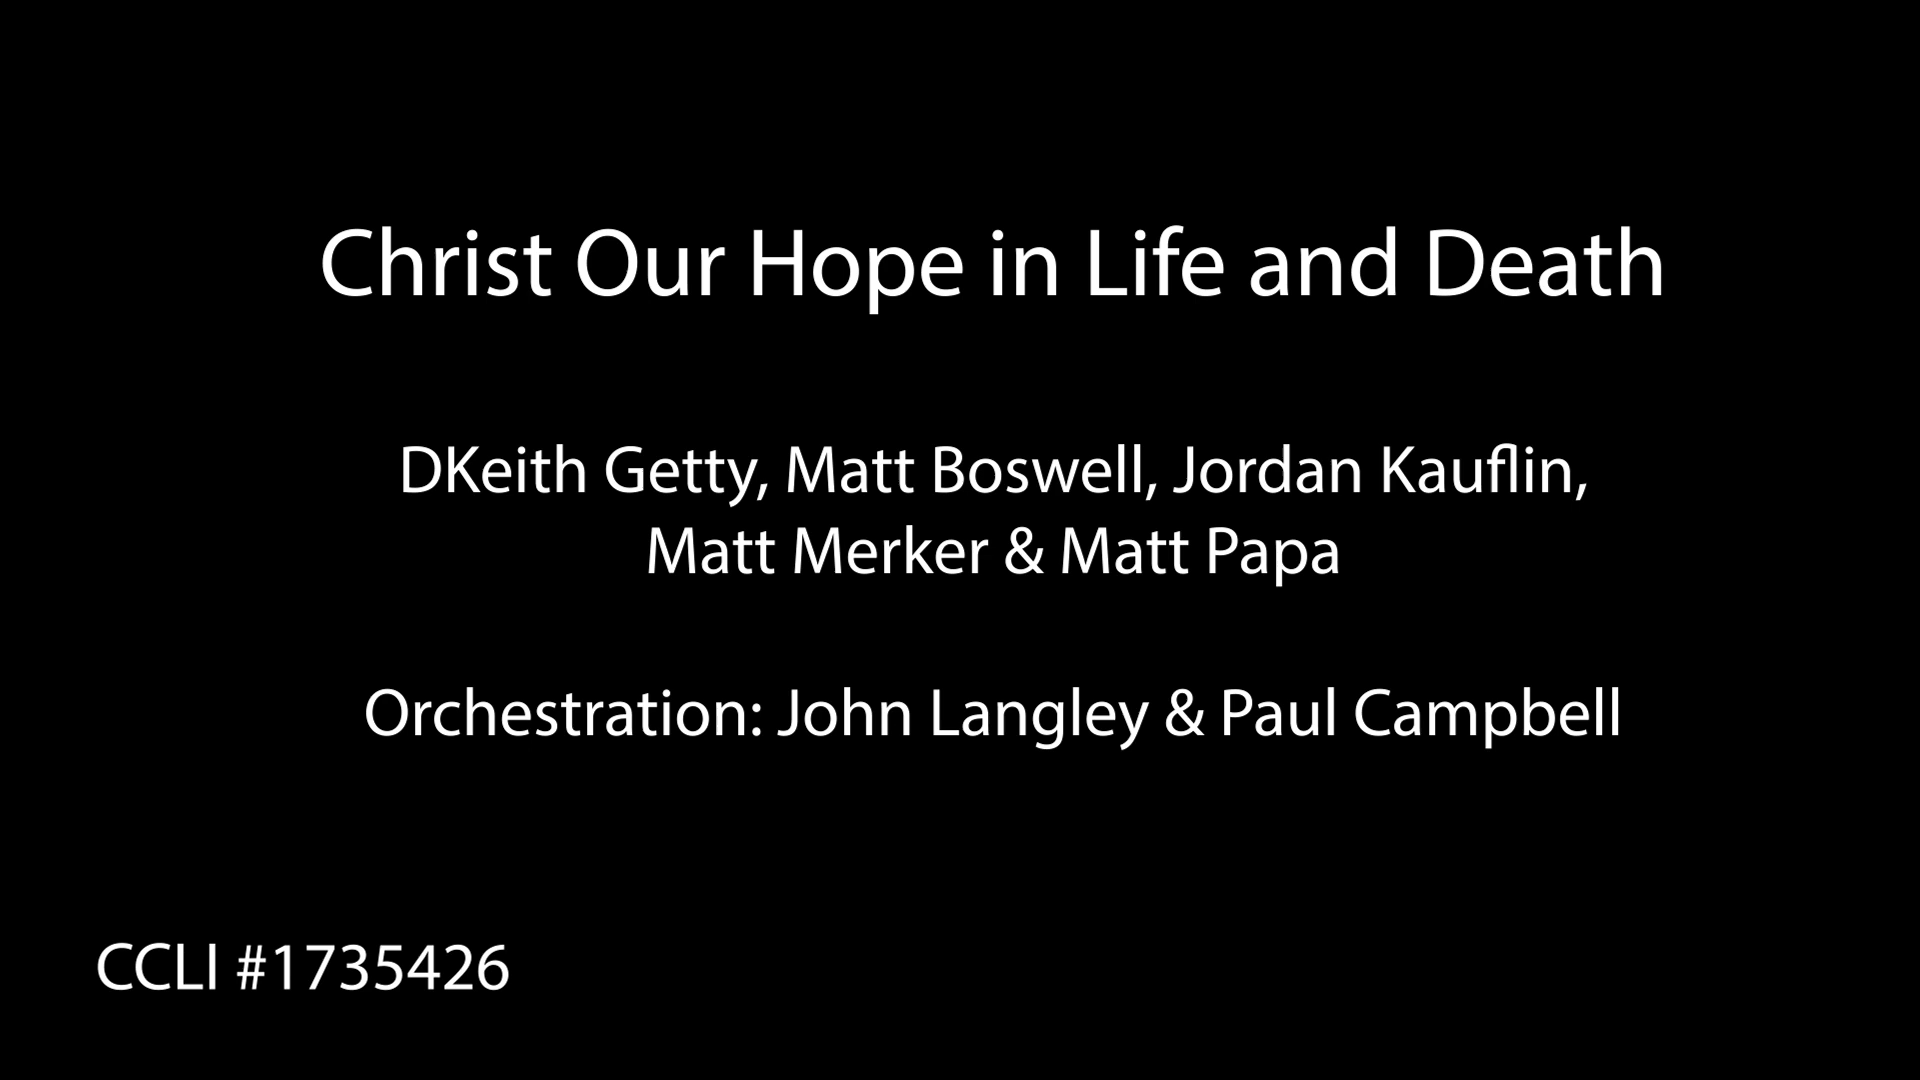 Christ Our Hope in Life and Death
DKeith Getty, Matt Boswell, Jordan Kauflin,
Matt Merker & Matt Papa
Orchestration: John Langley & Paul Campbell
CCLI #1735426